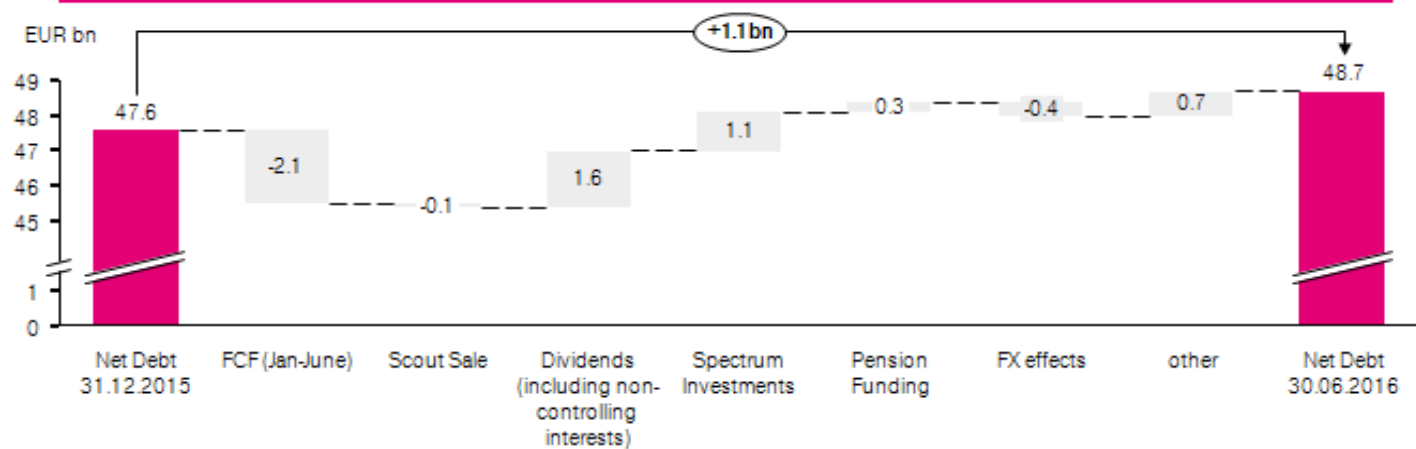 EUR bn
+1.1bn
49
48
47
46
45
1
0
47.6
-2.1
-0.1
1.6
1.1
0.3
-0.4
0.7
48.7
Net Debt
31.12.2015
FCF (Jan-June)
Scout Sale
Dividends
(including non-
controlling
interests)
Spectrum
Investments
Pension
Funding
FX effects
other
Net Debt
30.06.2016